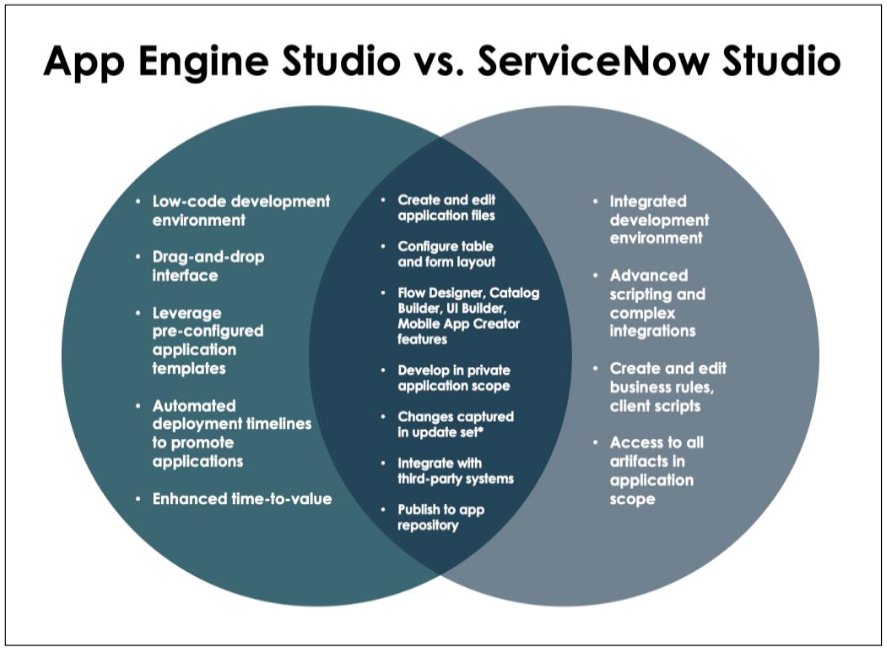 App Engine Studio vs. ServiceNow Studio
• Low-code development
environment
• Drag-and-drop
interface
• Leverage
pre-configured
application
templates
• Automated
deployment timelines
to promote
applications
• Enhanced time-to-value
• Create and edit
application files
• Configure table
and form layout
• Flow Designer, Catalog
Builder, UI Builder,
Mobile App Creator
features
• Develop in private
application scope
• Changes captured
in update set*
• Integrate with
third-party systems
• Publish to app
repository
• Integrated
development
environment
• Advanced
scripting and
complex
integrations
• Create and edit
business rules,
client scripts
• Access to all
artifacts in
application
scope